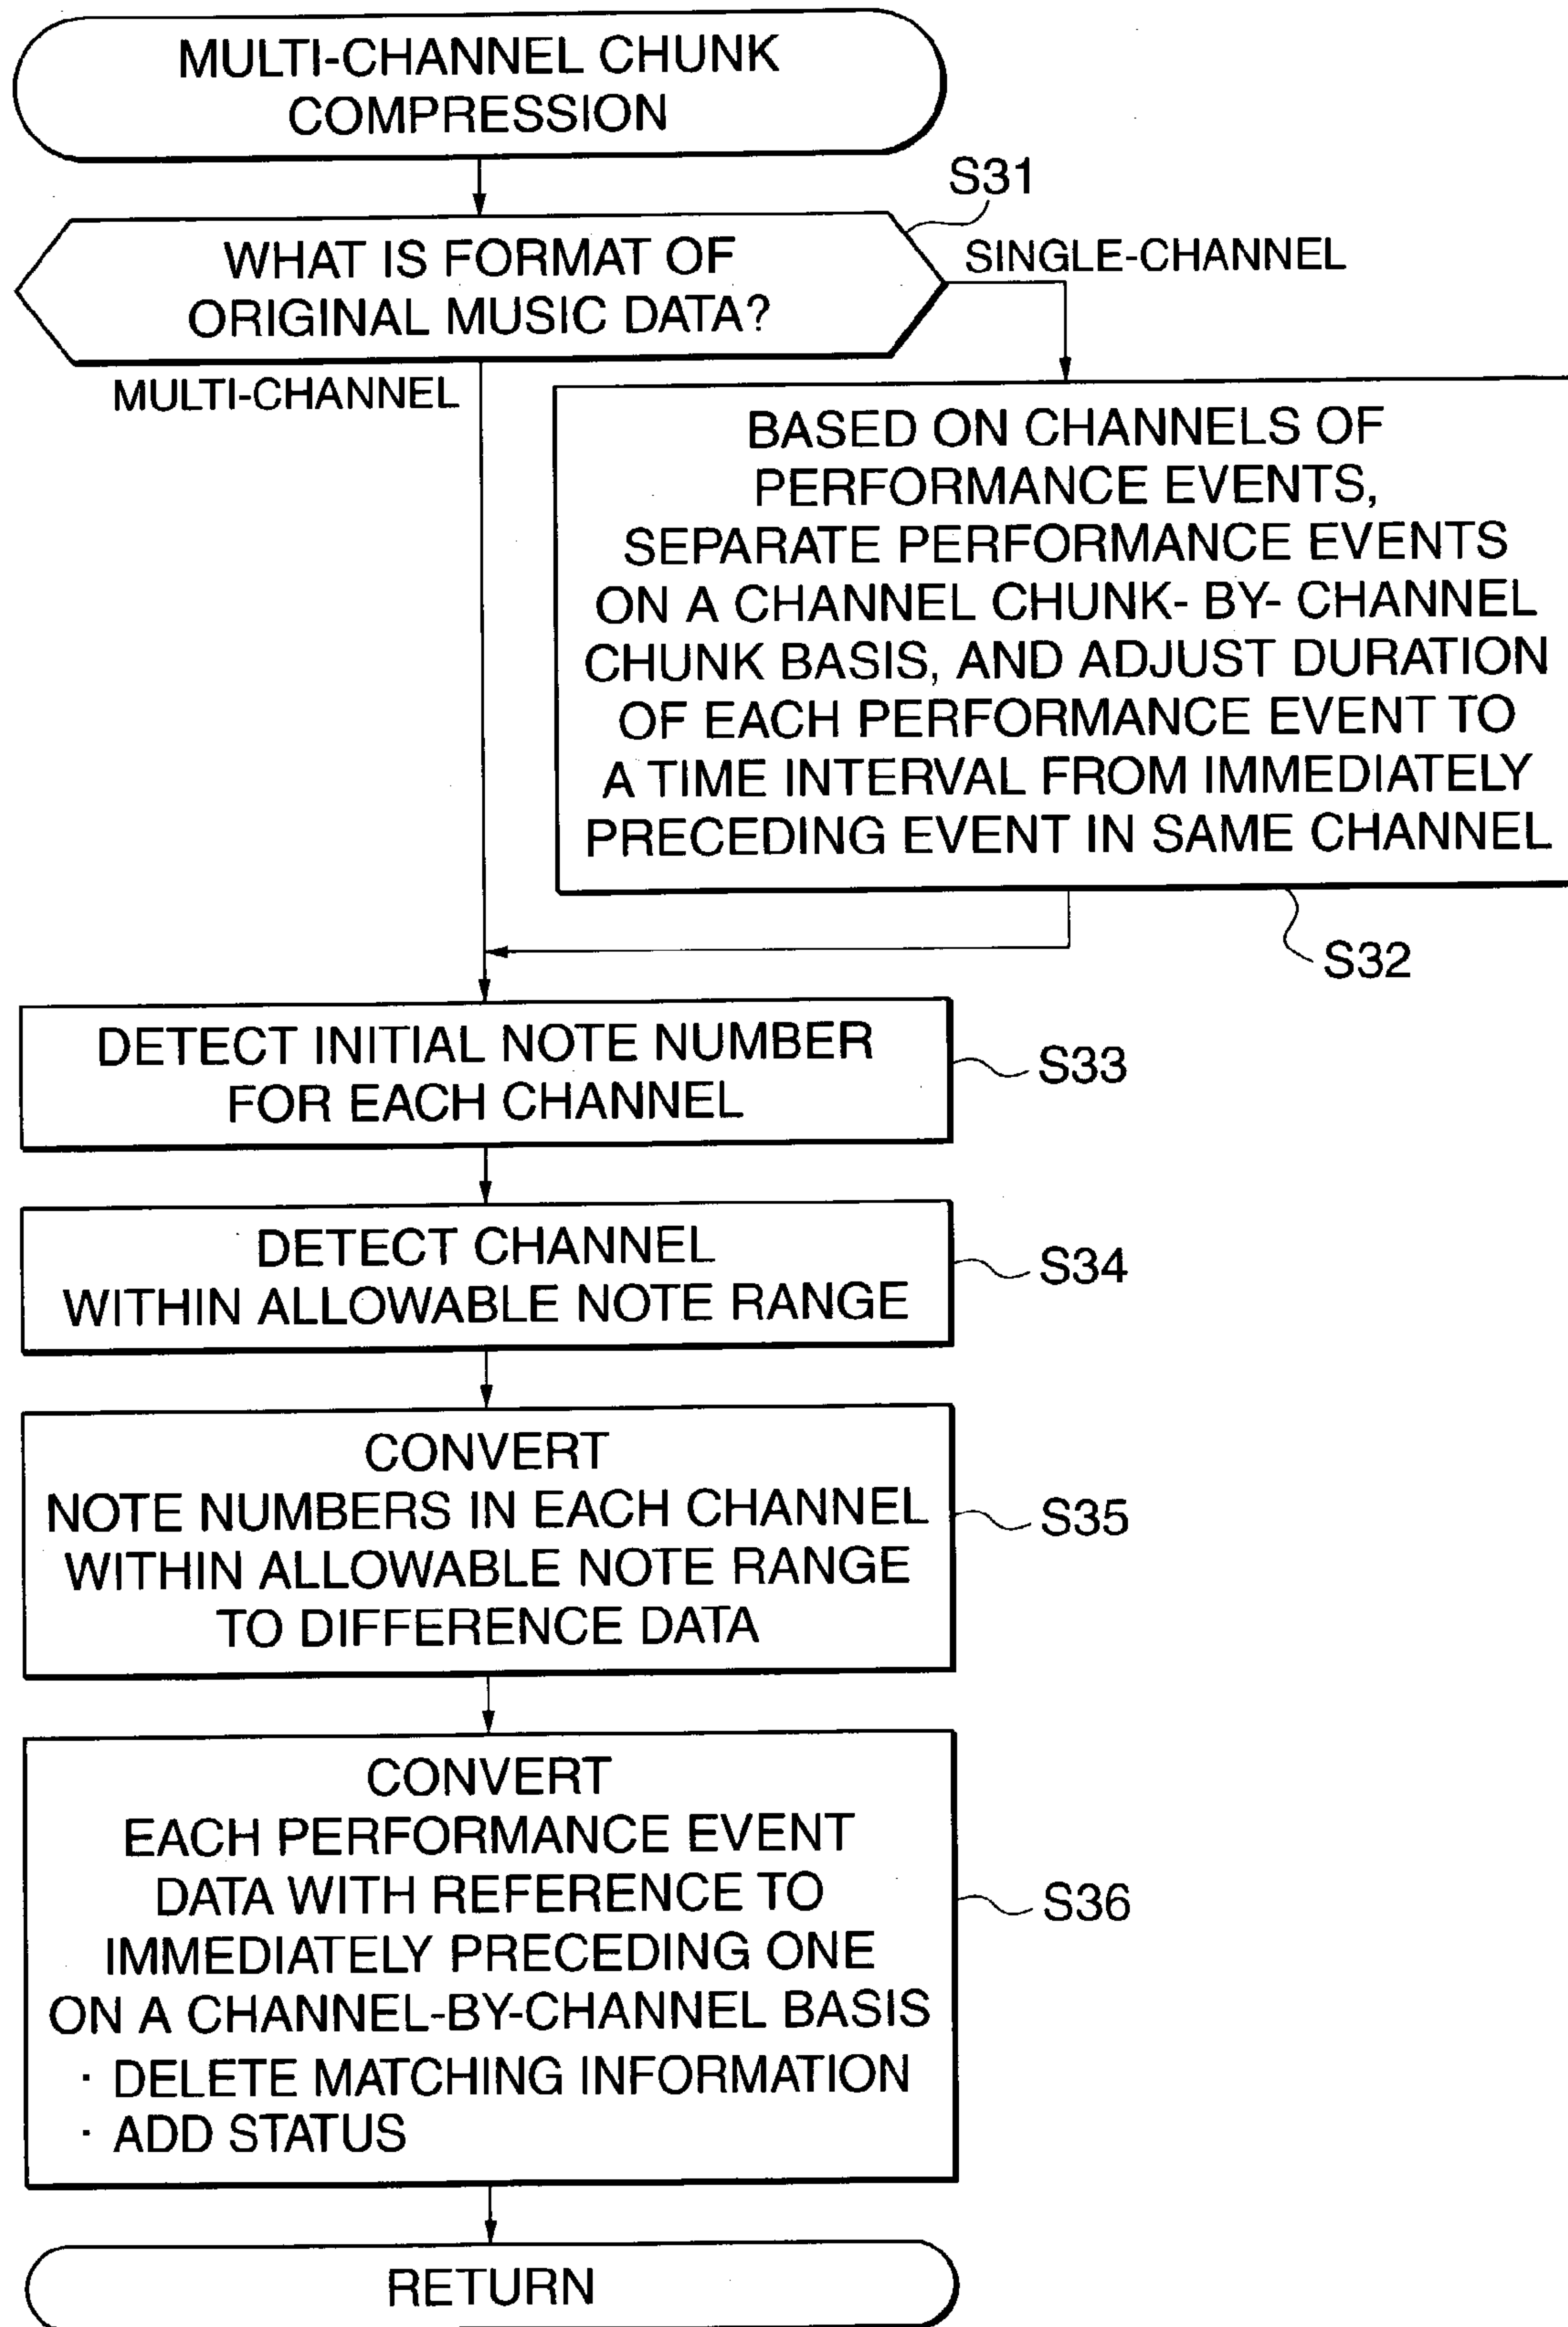 MULTI-CHANNEL CHUNK
COMPRESSION
S31
WHAT IS FORMAT OF
ORIGINAL MUSIC DATA?
SINGLE-CHANNEL
MULTI-CHANNEL
BASED ON CHANNELS OF
PERFORMANCE EVENTS,
SEPARATE PERFORMANCE EVENTS
ON A CHANNEL CHUNK- BY- CHANNEL
CHUNK BASIS, AND ADJUST DURATION
OF EACH PERFORMANCE EVENT TO
A TIME INTERVAL FROM IMMEDIATELY
PRECEDING EVENT IN SAME CHANNEL
S32
DETECT INITIAL NOTE NUMBER
FOR EACH CHANNEL
S33
DETECT CHANNEL
WITHIN ALLOWABLE NOTE RANGE
S34
CONVERT
NOTE NUMBERS IN EACH CHANNEL
WITHIN ALLOWABLE NOTE RANGE
TO DIFFERENCE DATA
S35
CONVERT
EACH PERFORMANCE EVENT
DATA WITH REFERENCE TO
IMMEDIATELY PRECEDING ONE
ON A CHANNEL-BY-CHANNEL BASIS
· DELETE MATCHING INFORMATION
· ADD STATUS
S36
RETURN